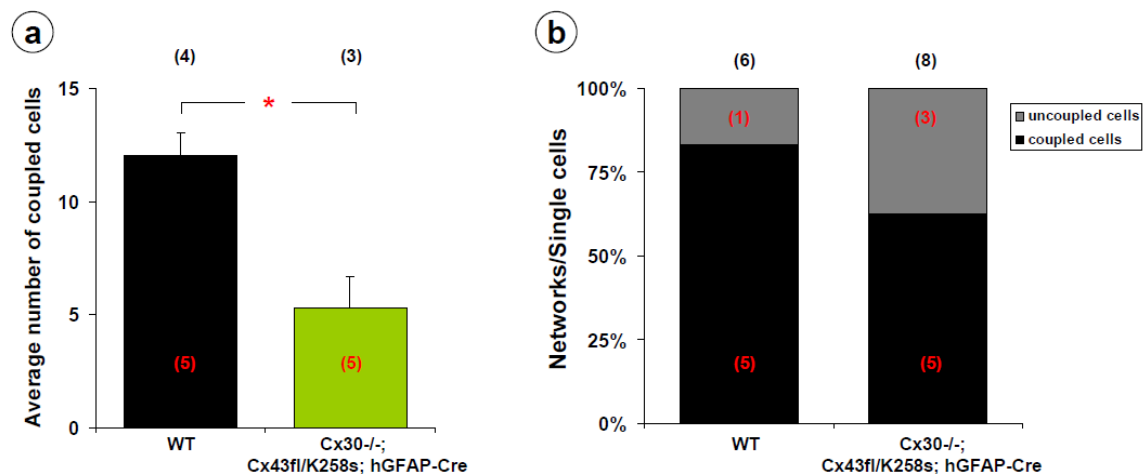 a
(4)
(3)
Average number of coupled cells
15
10
5
0
*
(5)
(5)
WT
Cx30-/-;
Cx43fl/K258s; hGFAP-Cre
b
(6)
(8)
Networks/Single cells
100%
75%
50%
25%
0%
(1)
(3)
(5)
(5)
WT
Cx30-/-;
Cx43fl/K258s; hGFAP-Cre
uncoupled cells
coupled cells